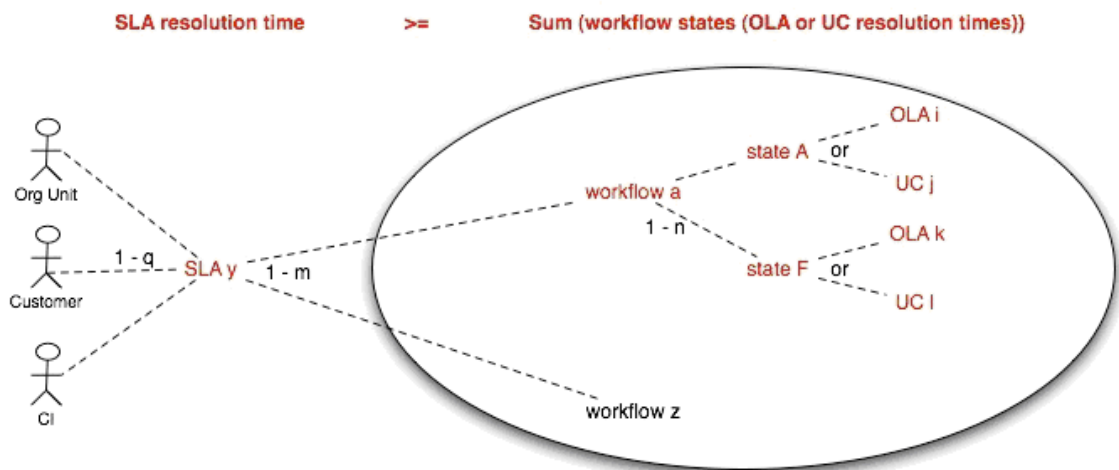 SLA resolution time >= Sum (workflow states (OLA or UC resolution times))
OLA i
state A or
Org Unit
UC j
workflow a
1 - n
OLA k
1 - q
SLA y
1 - m
state F or
Customer
UC l
workflow z
CI